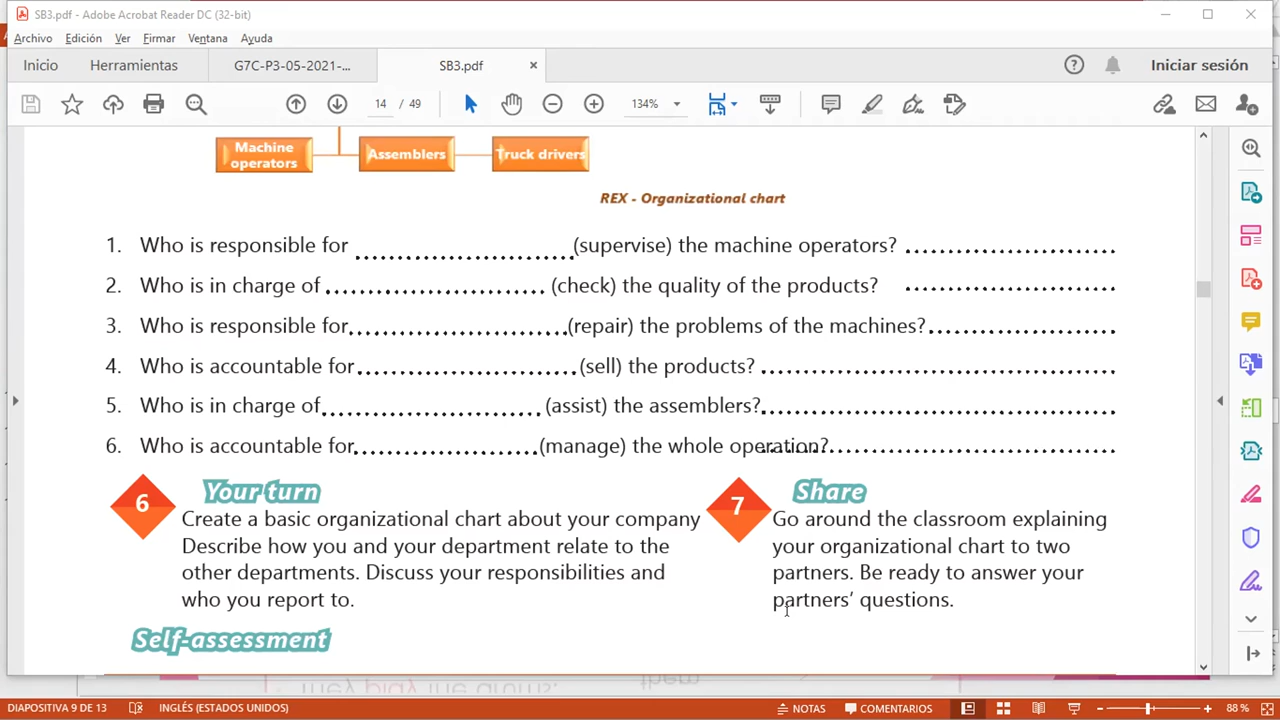 SB3.pdf - Adobe Acrobat Reader DC (32-bit)
Archivo Edición Ver Firmar Ventana Ayuda
Inicio Herramientas G7C-P3-05-2021-... SB3.pdf × Iniciar sesión
14 / 49 134%
Machine operators
Assemblers
Truck drivers
REX - Organizational chart
1. Who is responsible for ...................... (supervise) the machine operators? ......................
2. Who is in charge of ...................... (check) the quality of the products? ......................
3. Who is responsible for...................... (repair) the problems of the machines?......................
4. Who is accountable for...................... (sell) the products? ......................
5. Who is in charge of...................... (assist) the assemblers?......................
6. Who is accountable for...................... (manage) the whole operation?......................
6 Your turn
Create a basic organizational chart about your company
Describe how you and your department relate to the
other departments. Discuss your responsibilities and
who you report to.
7 Share
Go around the classroom explaining
your organizational chart to two
partners. Be ready to answer your
partners’ questions.
Self-assessment
they play the drums. them
DIAPOSITIVA 9 DE 13 INGLÉS (ESTADOS UNIDOS) NOTAS COMENTARIOS 88 %